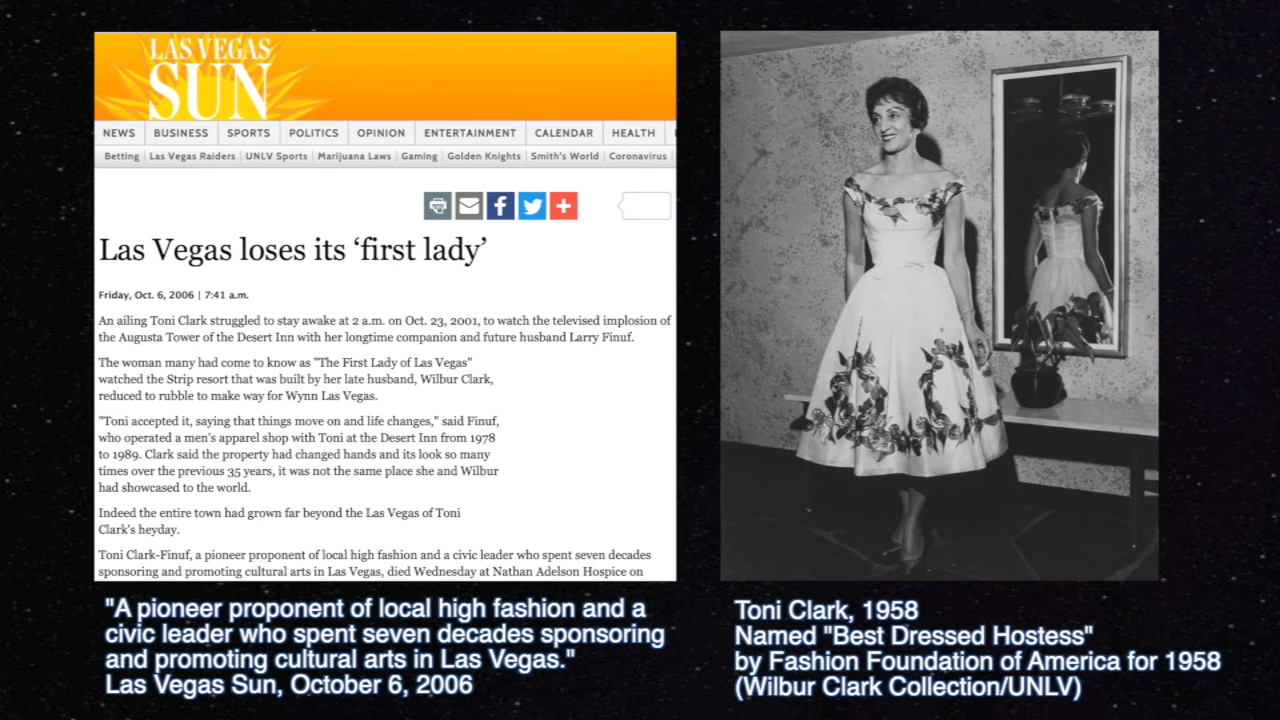 LAS VEGAS
SUN
NEWS BUSINESS SPORTS POLITICS OPINION ENTERTAINMENT CALENDAR HEALTH
Betting Las Vegas Raiders UNLV Sports Marijuana Laws Gaming Golden Knights Smith's World Coronavirus
Las Vegas loses its ‘first lady’
Friday, Oct. 6, 2006 | 7:41 a.m.
An ailing Toni Clark struggled to stay awake at 2 a.m. on Oct. 23, 2001, to watch the televised implosion of
the Augusta Tower of the Desert Inn with her longtime companion and future husband Larry Finuf.
The woman many had come to know as "The First Lady of Las Vegas"
watched the Strip resort that was built by her late husband, Wilbur Clark,
reduced to rubble to make way for Wynn Las Vegas.
"Toni accepted it, saying that things move on and life changes," said Finuf,
who operated a men's apparel shop with Toni at the Desert Inn from 1978
to 1989. Clark said the property had changed hands and its look so many
times over the previous 35 years, it was not the same place she and Wilbur
had showcased to the world.
Indeed the entire town had grown far beyond the Las Vegas of Toni
Clark's heyday.
Toni Clark-Finuf, a pioneer proponent of local high fashion and a civic leader who spent seven decades
sponsoring and promoting cultural arts in Las Vegas, died Wednesday at Nathan Adelson Hospice on
"A pioneer proponent of local high fashion and a
civic leader who spent seven decades sponsoring
and promoting cultural arts in Las Vegas."
Las Vegas Sun, October 6, 2006
Toni Clark, 1958
Named "Best Dressed Hostess"
by Fashion Foundation of America for 1958
(Wilbur Clark Collection/UNLV)